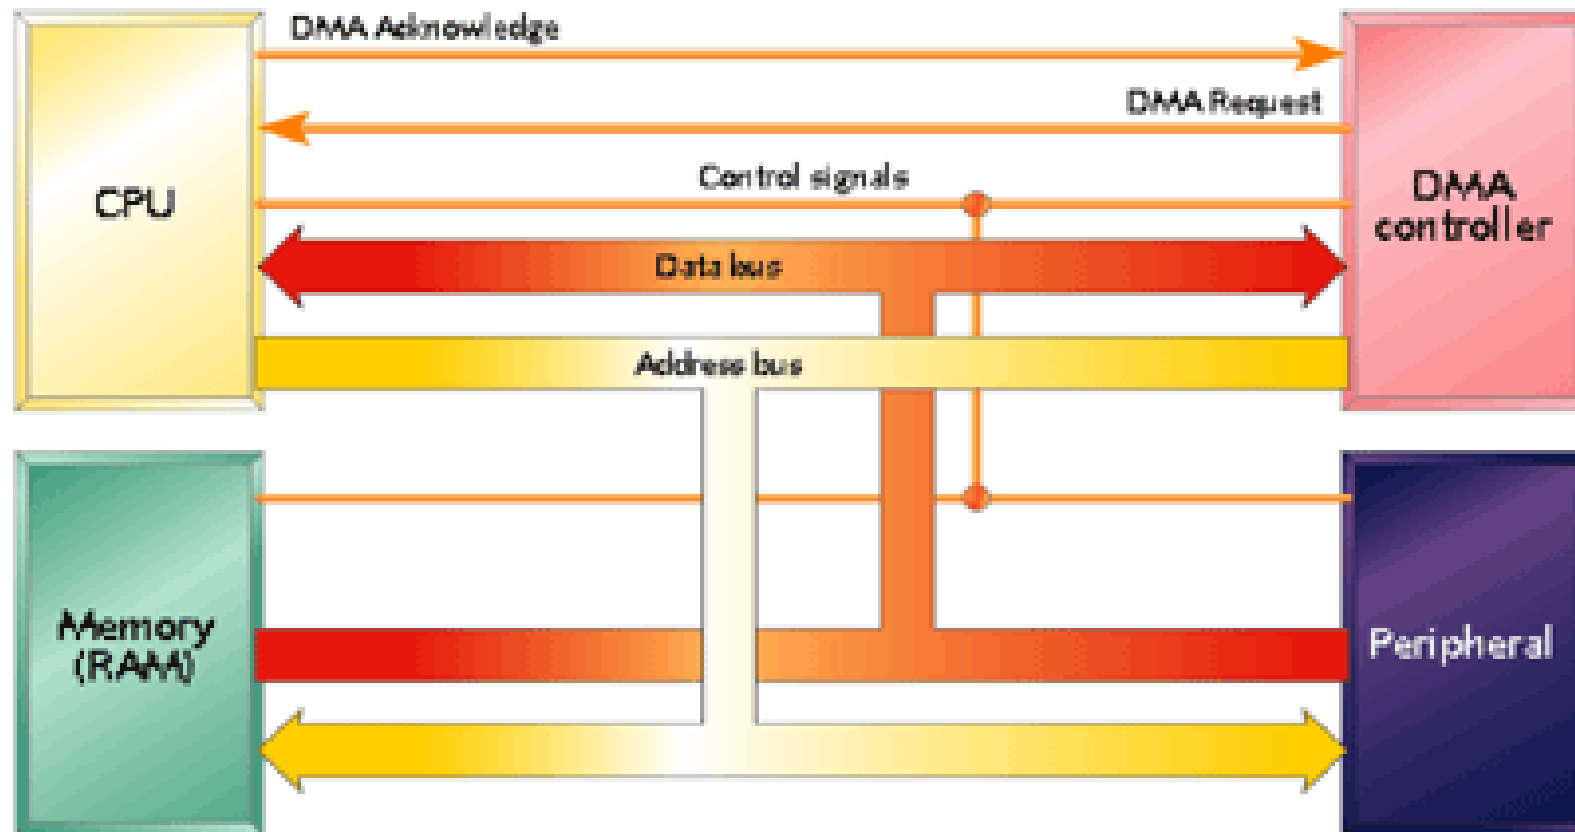 DMA Acknowledge
DMA Request
Control signals
CPU
DMA
controller
Data bus
Address bus
Memory
(RAM)
Peripheral